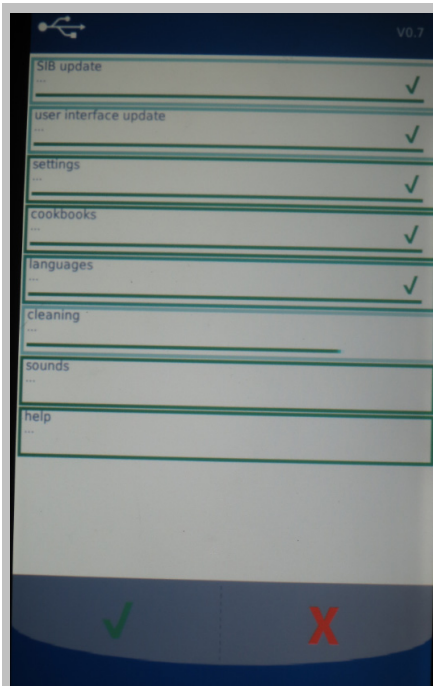 V0.7
SIB update
...
user interface update
...
settings
...
cookbooks
...
languages
...
cleaning
...
sounds
...
help
...